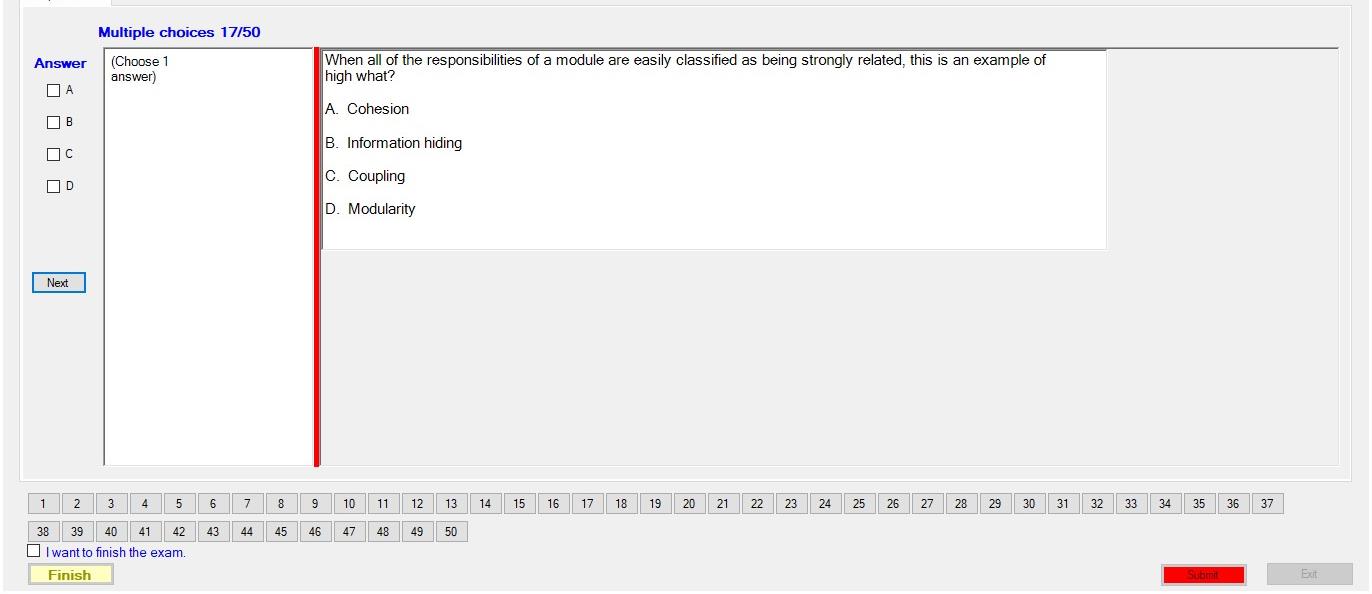 Multiple choices 17/50
Answer
A
B
C
D
Next
(Choose 1
answer)
When all of the responsibilities of a module are easily classified as being strongly related, this is an example of
high what?
A. Cohesion
B. Information hiding
C. Coupling
D. Modularity
1 2 3 4 5 6 7 8 9 10 11 12 13 14 15 16 17 18 19 20 21 22 23 24 25 26 27 28 29 30 31 32 33 34 35 36 37
38 39 40 41 42 43 44 45 46 47 48 49 50
I want to finish the exam.
Finish
Submit
Exit